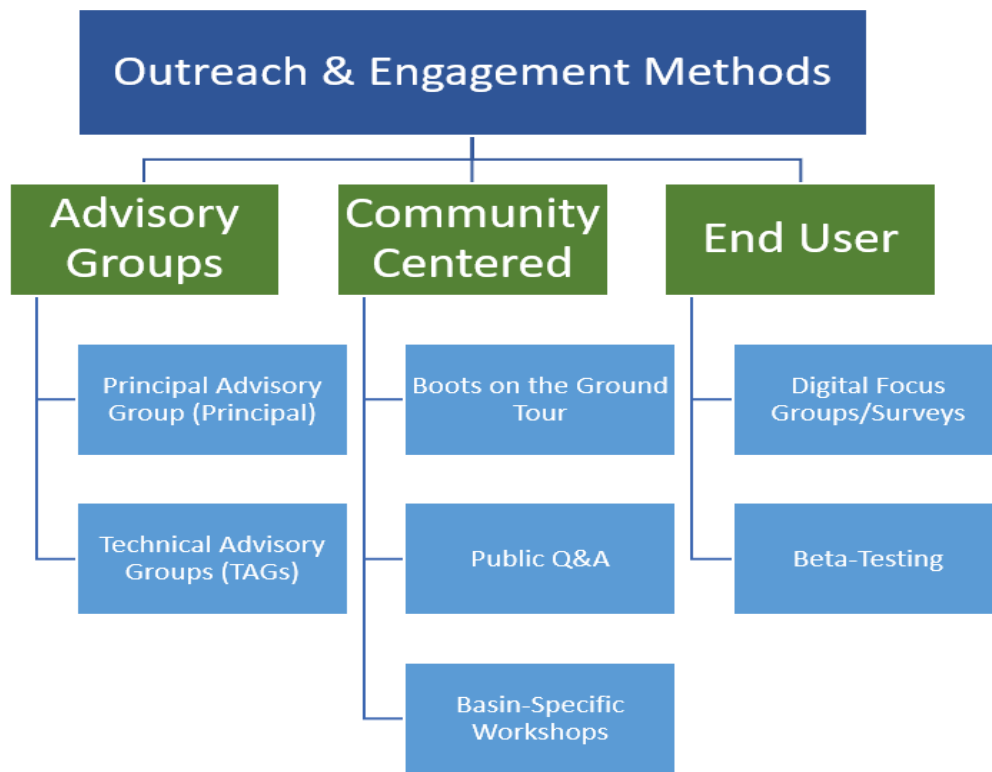 Outreach & Engagement Methods
Advisory
Groups
Principal Advisory
Group (Principal)
Technical Advisory
Groups (TAGs)
Community
Centered
Boots on the Ground
Tour
Public Q&A
Basin-Specific
Workshops
End User
Digital Focus
Groups/Surveys
Beta-Testing